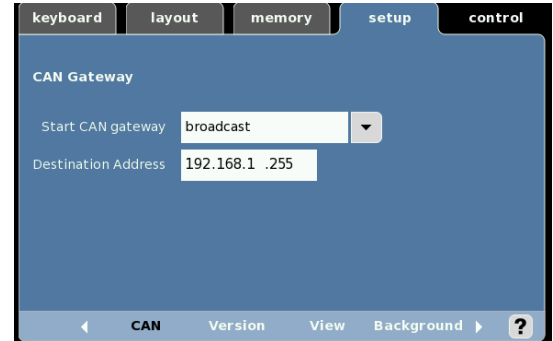 keyboard layout memory setup control
CAN Gateway
Start CAN gateway broadcast
Destination Address 192.168.1 .255
CAN Version View Background ?